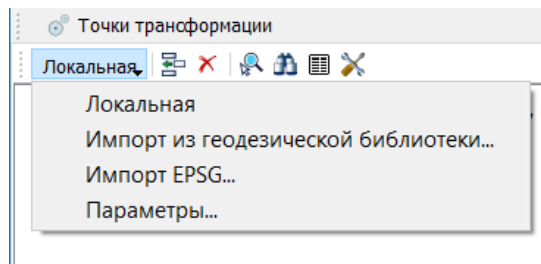 Точки трансформации
Локальная
Локальная
Импорт из геодезической библиотеки...
Импорт EPSG...
Параметры...